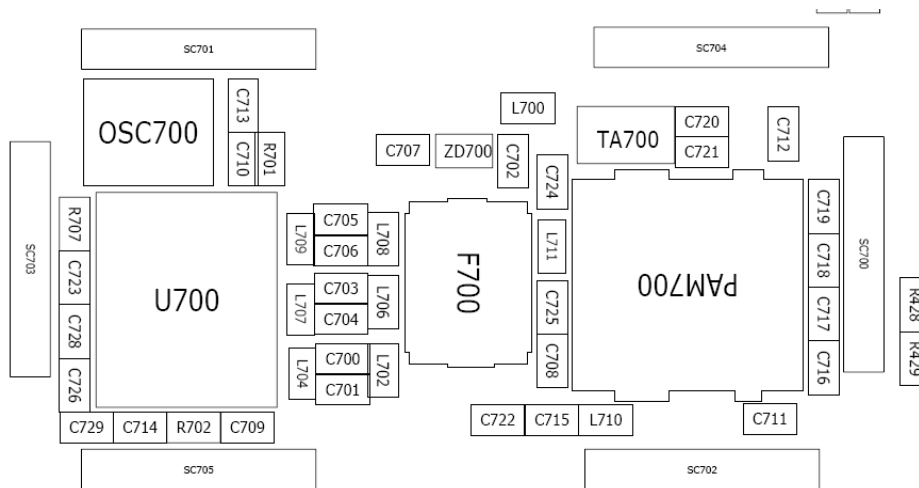 SC701
SC704
OSC700
C713
C710
R701
L700
C707
ZD700
C702
TA700
C720
C721
C712
SC703
R707
C723
C728
C726
U700
L709
C705
C706
L708
L707
C703
C704
L706
L704
C700
C701
L702
F700
C724
L711
C725
C708
PAM700
C719
C718
C717
C716
SC700
R428
R429
C729
C714
R702
C709
C722
C715
L710
C711
SC705
SC702